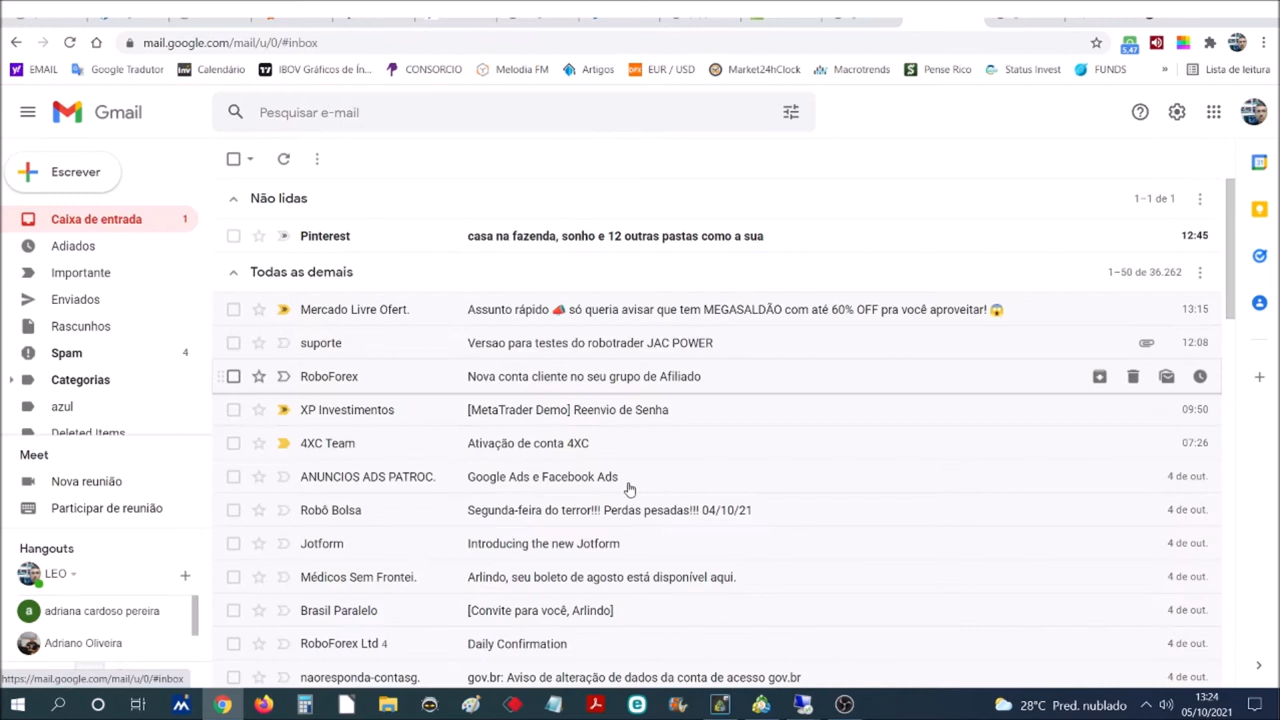 mail.google.com/mail/u/0/#inbox
5,47
EMAIL Google Tradutor Calendário IBOV Gráficos de Ín... CONSORCIO Melodia FM Artigos EUR / USD Market24hClock Macrotrends Pense Rico Status Invest FUNDS » Lista de leitura
Gmail
Pesquisar e-mail
Escrever
Caixa de entrada 1
Adiados
Importante
Enviados
Rascunhos
Spam 4
Categorias
azul
Deleted Items
Meet
Nova reunião
Participar de reunião
Hangouts
LEO
adriana cardoso pereira
Adriano Oliveira
Não lidas 1–1 de 1
Pinterest casa na fazenda, sonho e 12 outras pastas como a sua 12:45
Todas as demais 1–50 de 36.262
Mercado Livre Ofert. Assunto rápido 📣 só queria avisar que tem MEGASALDÃO com até 60% OFF pra você aproveitar! 😱 13:15
suporte Versao para testes do robotrader JAC POWER 12:08
RoboForex Nova conta cliente no seu grupo de Afiliado
XP Investimentos [MetaTrader Demo] Reenvio de Senha 09:50
4XC Team Ativação de conta 4XC 07:26
ANUNCIOS ADS PATROC. Google Ads e Facebook Ads 4 de out.
Robô Bolsa Segunda-feira do terror!!! Perdas pesadas!!! 04/10/21 4 de out.
Jotform Introducing the new Jotform 4 de out.
Médicos Sem Frontei. Arlindo, seu boleto de agosto está disponível aqui. 4 de out.
Brasil Paralelo [Convite para você, Arlindo] 4 de out.
RoboForex Ltd 4 Daily Confirmation 4 de out.
naoresponda-contasg. gov.br: Aviso de alteração de dados da conta de acesso gov.br 4 de out.
https://mail.google.com/mail/u/0/#inbox
28°C Pred. nublado
13:24
05/10/2021